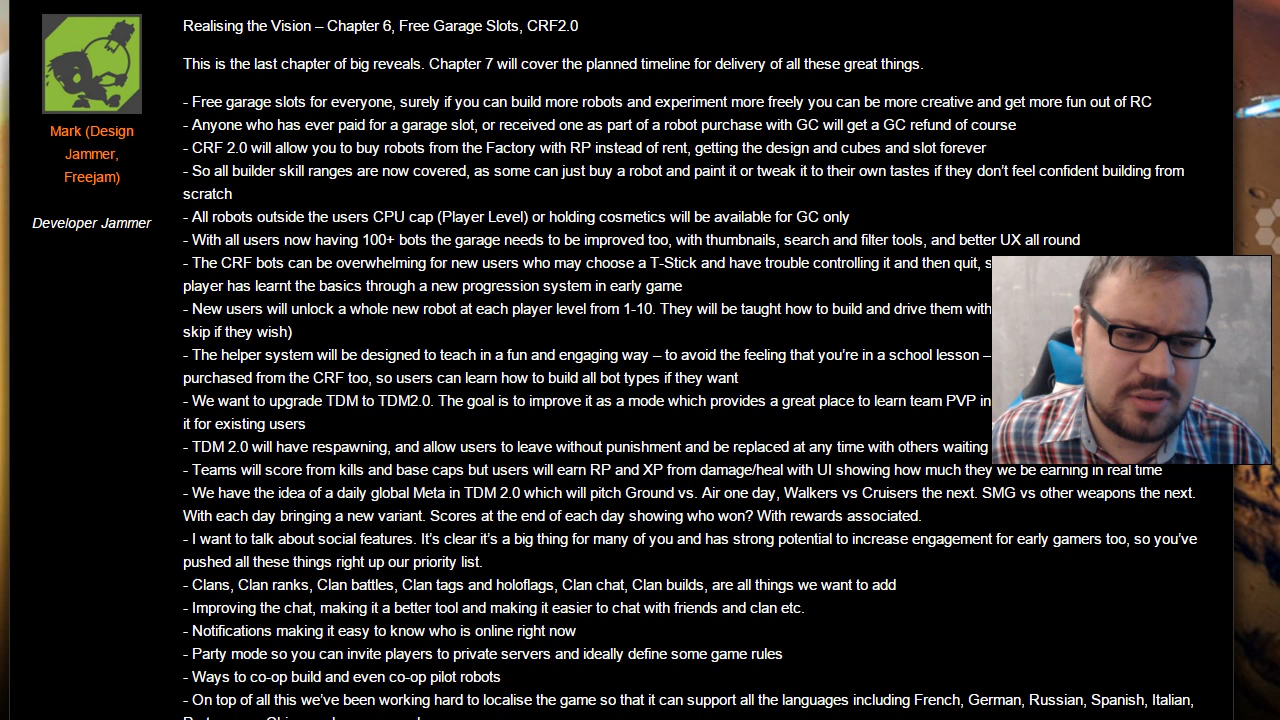 Realising the Vision – Chapter 6, Free Garage Slots, CRF2.0
This is the last chapter of big reveals. Chapter 7 will cover the planned timeline for delivery of all these great things.
- Free garage slots for everyone, surely if you can build more robots and experiment more freely you can be more creative and get more fun out of RC
Mark (Design
Jammer,
Freejam)
Developer Jammer
- Anyone who has ever paid for a garage slot, or received one as part of a robot purchase with GC will get a GC refund of course
- CRF 2.0 will allow you to buy robots from the Factory with RP instead of rent, getting the design and cubes and slot forever
- So all builder skill ranges are now covered, as some can just buy a robot and paint it or tweak it to their own tastes if they don't feel confident building from
scratch
- All robots outside the users CPU cap (Player Level) or holding cosmetics will be available for GC only
- With all users now having 100+ bots the garage needs to be improved too, with thumbnails, search and filter tools, and better UX all round
- The CRF bots can be overwhelming for new users who may choose a T-Stick and have trouble controlling it and then quit,
player has learnt the basics through a new progression system in early game
- New users will unlock a whole new robot at each player level from 1-10. They will be taught how to build and drive them with
skip if they wish)
- The helper system will be designed to teach in a fun and engaging way – to avoid the feeling that you're in a school lesson –
purchased from the CRF too, so users can learn how to build all bot types if they want
- We want to upgrade TDM to TDM2.0. The goal is to improve it as a mode which provides a great place to learn team PVP in
it for existing users
- TDM 2.0 will have respawning, and allow users to leave without punishment and be replaced at any time with others waiting
- Teams will score from kills and base caps but users will earn RP and XP from damage/heal with UI showing how much they we be earning in real time
- We have the idea of a daily global Meta in TDM 2.0 which will pitch Ground vs. Air one day, Walkers vs Cruisers the next. SMG vs other weapons the next.
With each day bringing a new variant. Scores at the end of each day showing who won? With rewards associated.
- I want to talk about social features. It's clear it's a big thing for many of you and has strong potential to increase engagement for early gamers too, so you've
pushed all these things right up our priority list.
- Clans, Clan ranks, Clan battles, Clan tags and holoflags, Clan chat, Clan builds, are all things we want to add
- Improving the chat, making it a better tool and making it easier to chat with friends and clan etc.
- Notifications making it easy to know who is online right now
- Party mode so you can invite players to private servers and ideally define some game rules
- Ways to co-op build and even co-op pilot robots
- On top of all this we've been working hard to localise the game so that it can support all the languages including French, German, Russian, Spanish, Italian,